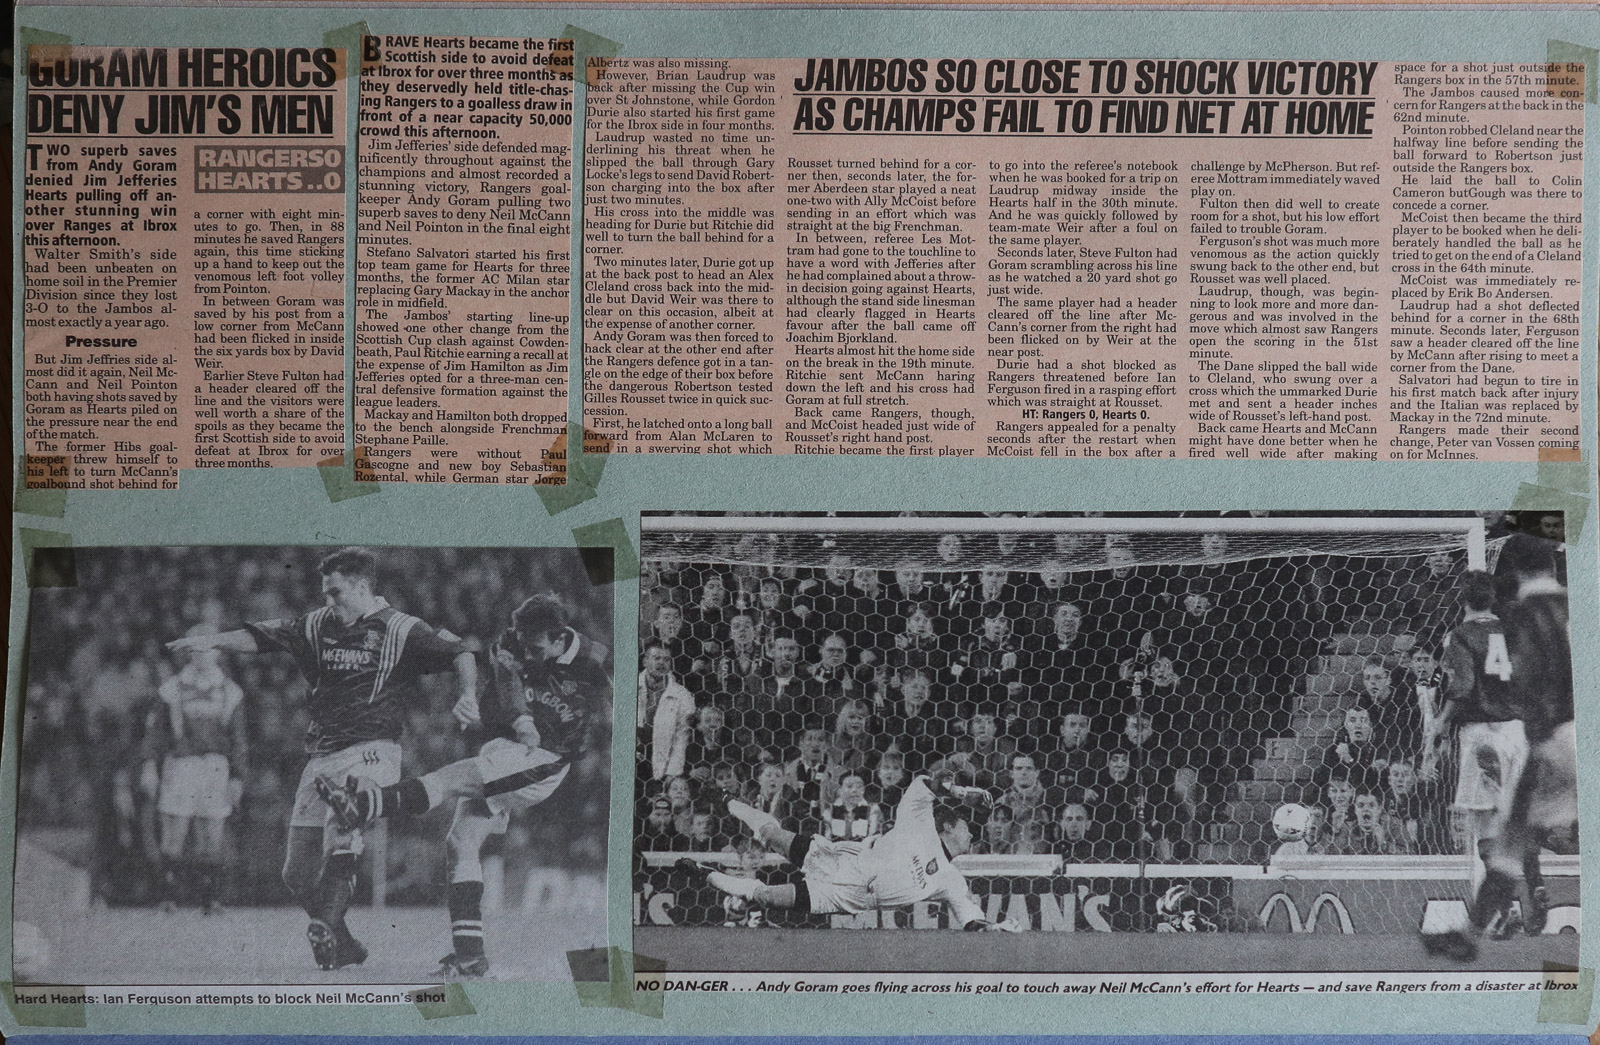 GORAM HEROICS
DENY JIM'S MEN
TWO superb saves
from Andy Goram
denied Jim Jefferies
Hearts pulling off an-
other stunning win
over Ranges at Ibrox
this afternoon.
Walter Smith's side
had been unbeaten on
home soil in the Premier
Division since they lost
3-O to the Jambos al-
most exactly a year ago.
Pressure
But Jim Jeffries side al-
most did it again, Neil Mc-
Cann and Neil Pointon
both having shots saved by
Goram as Hearts piled on
the pressure near the end
of the match.
The former Hibs goal-
keeper threw himself to
his left to turn McCann's
goalbound shot behind for
RANGERS0
HEARTS..0
a corner with eight min-
utes to go. Then, in 88
minutes he saved Rangers
again, this time sticking
up a hand to keep out the
venomous left foot volley
from Pointon.
In between Goram was
saved by his post from a
low corner from McCann
had been flicked in inside
the six yards box by David
Weir.
Earlier Steve Fulton had
a header cleared off the
line and the visitors were
well worth a share of the
spoils as they became the
first Scottish side to avoid
defeat at Ibrox for over
three months.
BRAVE Hearts became the first
Scottish side to avoid defeat
at Ibrox for over three months as
they deservedly held title-chas-
ing Rangers to a goalless draw in
front of a near capacity 50,000
crowd this afternoon.
Jim Jefferies' side defended mag-
nificently throughout against the
champions and almost recorded a
stunning victory, Rangers goal-
keeper Andy Goram pulling two
superb saves to deny Neil McCann
and Neil Pointon in the final eight
minutes.
Stefano Salvatori started his first
top team game for Hearts for three
months, the former AC Milan star
replacing Gary Mackay in the anchor
role in midfield.
The Jambos' starting line-up
showed one other change from the
Scottish Cup clash against Cowden-
beath, Paul Ritchie earning a recall at
the expense of Jim Hamilton as Jim
Jefferies opted for a three-man cen-
tral defensive formation against the
league leaders.
Mackay and Hamilton both dropped
to the bench alongside Frenchman
Stephane Paille.
Rangers were without Paul
Gascogne and new boy Sebastian
Rozental, while German star Jorge
Albertz was also missing.
However, Brian Laudrup was
back after missing the Cup win
over St Johnstone, while Gordon
Durie also started his first game
for the Ibrox side in four months.
Laudrup wasted no time un-
derlining his threat when he
slipped the ball through Gary
Locke's legs to send David Robert-
son charging into the box after
just two minutes.
His cross into the middle was
heading for Durie but Ritchie did
well to turn the ball behind for a
corner.
Two minutes later, Durie got up
at the back post to head an Alex
Cleland cross back into the mid-
dle but David Weir was there to
clear on this occasion, albeit at
the expense of another corner.
Andy Goram was then forced to
hack clear at the other end after
the Rangers defence got in a tan-
gle on the edge of their box before
the dangerous Robertson tested
Gilles Rousset twice in quick suc-
cession.
First, he latched onto a long ball
forward from Alan McLaren to
send in a swerving shot which
JAMBOS SO CLOSE TO SHOCK VICTORY
AS CHAMPS FAIL TO FIND NET AT HOME
Rousset turned behind for a cor-
ner then, seconds later, the for-
mer Aberdeen star played a neat
one-two with Ally McCoist before
sending in an effort which was
straight at the big Frenchman.
In between, referee Les Mot-
tram had gone to the touchline to
have a word with Jefferies after
he had complained about a throw-
in decision going against Hearts,
although the stand side linesman
had clearly flagged in Hearts
favour after the ball came off
Joachim Bjorkland.
Hearts almost hit the home side
on the break in the 19th minute.
Ritchie sent McCann haring
down the left and his cross had
Goram at full stretch.
Back came Rangers, though,
and McCoist headed just wide of
Rousset's right hand post.
Ritchie became the first player
to go into the referee's notebook
when he was booked for a trip on
Laudrup midway inside the
Hearts half in the 30th minute.
And he was quickly followed by
team-mate Weir after a foul on
the same player.
Seconds later, Steve Fulton had
Goram scrambling across his line
as he watched a 20 yard shot go
just wide.
The same player had a header
cleared off the line after Mc-
Cann's corner from the right had
been flicked on by Weir at the
near post.
Durie had a shot blocked as
Rangers threatened before Ian
Ferguson fired in a rasping effort
which was straight at Rousset.
HT: Rangers 0, Hearts 0.
Rangers appealed for a penalty
seconds after the restart when
McCoist fell in the box after a
challenge by McPherson. But ref-
eree Mottram immediately waved
play on.
Fulton then did well to create
room for a shot, but his low effort
failed to trouble Goram.
Ferguson's shot was much more
venomous as the action quickly
swung back to the other end, but
Rousset was well placed.
Laudrup, though, was begin-
ning to look more and more dan-
gerous and was involved in the
move which almost saw Rangers
open the scoring in the 51st
minute.
The Dane slipped the ball wide
to Cleland, who swung over a
cross which the unmarked Durie
met and sent a header inches
wide of Rousset's left-hand post.
Back came Hearts and McCann
might have done better when he
fired well wide after making
space for a shot just outside the
Rangers box in the 57th minute.
The Jambos caused more con-
cern for Rangers at the back in the
62nd minute.
Pointon robbed Cleland near the
halfway line before sending the
ball forward to Robertson just
outside the Rangers box.
He laid the ball to Colin
Cameron butGough was there to
concede a corner.
McCoist then became the third
player to be booked when he deli-
berately handled the ball as he
tried to get on the end of a Cleland
cross in the 64th minute.
McCoist was immediately re-
placed by Erik Bo Andersen.
Laudrup had a shot deflected
behind for a corner in the 68th
minute. Seconds later, Ferguson
saw a header cleared off the line
by McCann after rising to meet a
corner from the Dane.
Salvatori had begun to tire in
his first match back after injury
and the Italian was replaced by
Mackay in the 72nd minute.
Rangers made their second
change, Peter van Vossen coming
on for McInnes.
McEWAN'S
LAGER
4
McEWAN'S
Hard Hearts: Ian Ferguson attempts to block Neil McCann's shot
NO DAN-GER . . . Andy Goram goes flying across his goal to touch away Neil McCann's effort for Hearts — and save Rangers from a disaster at Ibrox